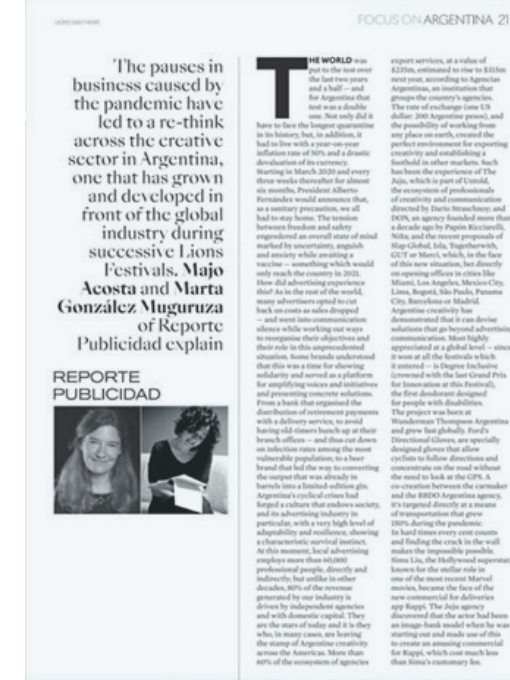 LIONS DAILY NEWS
FOCUS ON ARGENTINA 21
The pauses in
business caused by
the pandemic have
led to a re-think
across the creative
sector in Argentina,
one that has grown
and developed in
front of the global
industry during
successive Lions
Festivals. Majo
Acosta and Marta
González Muguruza
of Reporte
Publicidad explain
REPORTE
PUBLICIDAD
THE WORLD was
put to the test over
the last two years
and a half — and
for Argentina that
test was a double
one. Not only did it
have to face the longest quarantine
in its history but, in addition, it
had to live with a year-on-year
inflation rate of 50% and a drastic
devaluation of its currency.
Starting in March 2020 and every
three weeks thereafter for almost
six months, President Alberto
Fernández would announce that,
as a sanitary precaution, we all
had to stay home. The tension
between freedom and safety
engendered an overall state of mind
marked by uncertainty, anguish
and anxiety while awaiting a
vaccine — something which would
only reach the country in 2021.
How did advertising experience
this? As in the rest of the world,
many advertisers opted to cut
back on costs as sales dropped
— and went into communication
silence while working out ways
to reorganise their objectives and
their role in this unprecedented
situation. Some brands understood
that this was a time for showing
solidarity and served as a platform
for amplifying voices and initiatives
and presenting concrete solutions.
From a bank that organised the
distribution of retirement payments
with a delivery service, to avoid
having old-timers bunch up at their
branch offices — and thus cut down
on infection rates among the most
vulnerable population; to a beer
brand that led the way to converting
the output that was already in
barrels into a limited-edition gin.
Argentina's cyclical crises had
forged a culture that endows society,
and its advertising industry in
particular, with a very high level of
adaptability and resilience, showing
a characteristic survival instinct.
At this moment, local advertising
employs more than 60,000
professional people, directly and
indirectly; but unlike in other
decades, 80% of the revenue
generated by our industry is
driven by independent agencies
and with domestic capital. They
are the stars of today and it is they
who, in many cases, are leaving
the stamp of Argentine creativity
across the Americas. More than
60% of the ecosystem of agencies
export services, at a value of
$235m, estimated to rise to $315m
next year, according to Agencias
Argentinas, an institution that
groups the country's agencies.
The rate of exchange (one US
dollar: 200 Argentine pesos), and
the possibility of working from
any place on earth, created the
perfect environment for exporting
creativity and establishing a
foothold in other markets. Such
has been the experience of The
Juju, which is part of Untold,
the ecosystem of professionals
of creativity and communication
directed by Darío Straschnoy; and
DON, an agency founded more than
a decade ago by Papón Ricciarelli,
Niña; and the recent proposals of
Slap Global, Isla, Togetherwith,
GUT or Mercí, which, in the face
of this new situation, bet directly
on opening offices in cities like
Miami, Los Angeles, Mexico City,
Lima, Bogotá, São Paulo, Panama
City, Barcelona or Madrid.
Argentine creativity has
demonstrated that it can devise
solutions that go beyond advertising
communication. Most highly
appreciated at a global level — since
it won at all the festivals which
it entered — is Degree Inclusive
(crowned with the last Grand Prix
for Innovation at this Festival),
the first deodorant designed
for people with disabilities.
The project was born at
Wunderman Thompson Argentina
and grew fast globally. Ford's
Directional Gloves, are specially
designed gloves that allow
cyclists to follow directions and
concentrate on the road without
the need to look at the GPS. A
co-creation between the carmaker
and the BBDO Argentina agency,
it's targeted directly at a means
of transportation that grew
150% during the pandemic.
In hard times every cent counts
and finding the crack in the wall
makes the impossible possible.
Simu Liu, the Hollywood superstar
known for the stellar role in
one of the most recent Marvel
movies, became the face of the
new commercial for deliveries
app Rappi. The Juju agency
discovered that the actor had been
an image-bank model when he was
starting out and made use of this
to create an amusing commercial
for Rappi, which cost much less
than Simu's customary fee.